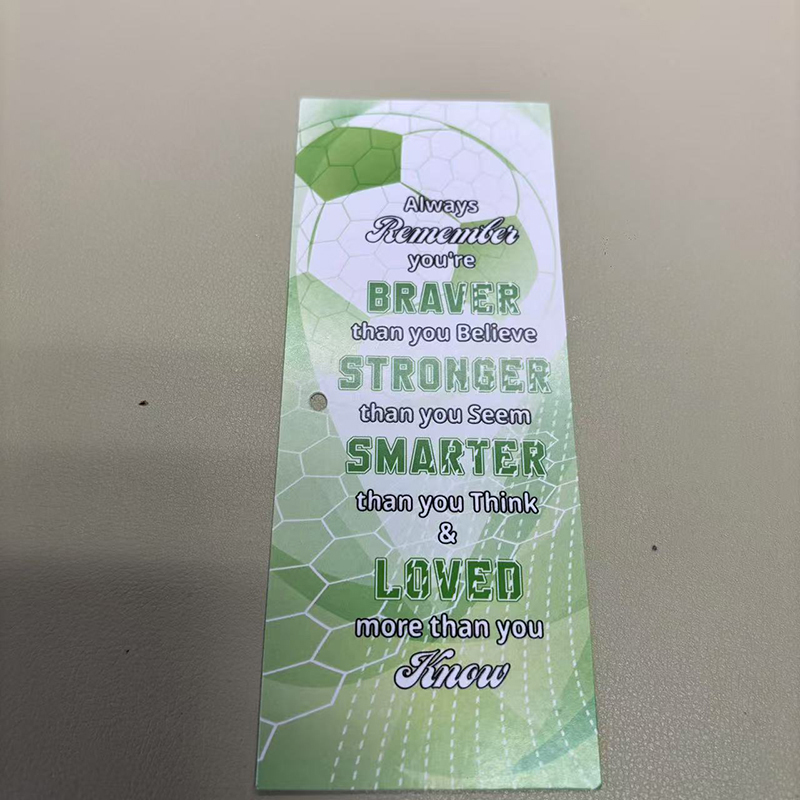 Always
Remember
you're
BRAVER
than you Believe
STRONGER
than you Seem
SMARTER
than you Think
&
LOVED
more than you
Know